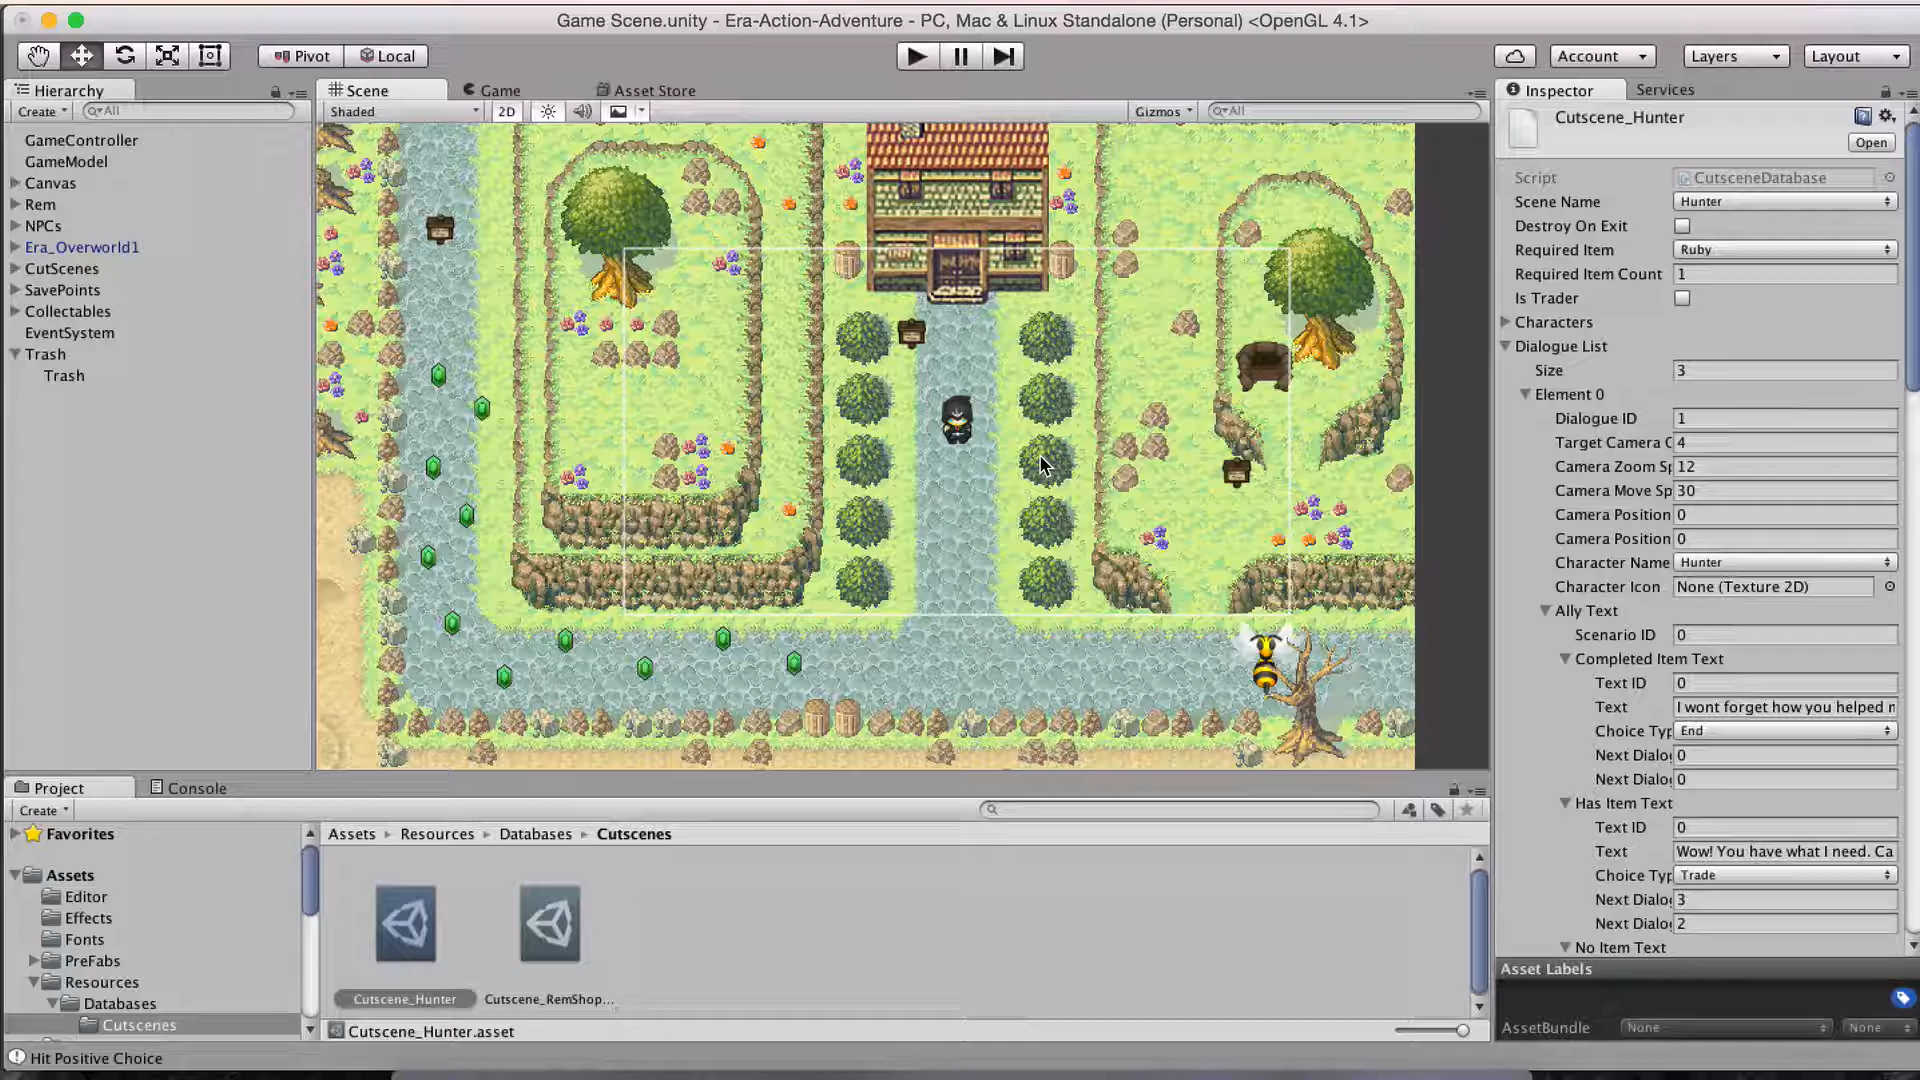 Game Scene.unity - Era-Action-Adventure - PC, Mac & Linux Standalone (Personal) <OpenGL 4.1>
Pivot
Local
Account
Layers
Layout
Hierarchy
Create
All
GameController
GameModel
Canvas
Rem
NPCs
Era_Overworld1
CutScenes
SavePoints
Collectables
EventSystem
Trash
Trash
Scene
Game
Asset Store
Shaded
2D
Gizmos
All
Inspector
Services
Cutscene_Hunter
Open
Script CutsceneDatabase
Scene Name Hunter
Destroy On Exit
Required Item Ruby
Required Item Count 1
Is Trader
Characters
Dialogue List
Size 3
Element 0
Dialogue ID 1
Target Camera C 4
Camera Zoom Sp 12
Camera Move Sp 30
Camera Position 0
Camera Position 0
Character Name Hunter
Character Icon None (Texture 2D)
Ally Text
Scenario ID 0
Completed Item Text
Text ID 0
Text I wont forget how you helped m
Choice Typ End
Next Dialog 0
Next Dialog 0
Has Item Text
Text ID 0
Text Wow! You have what I need. Ca
Choice Typ Trade
Next Dialog 3
Next Dialog 2
No Item Text
Asset Labels
AssetBundle None None
Project
Console
Create
Favorites
Assets
Editor
Effects
Fonts
PreFabs
Resources
Databases
Cutscenes
Assets Resources Databases Cutscenes
Cutscene_Hunter
Cutscene_RemShop...
Cutscene_Hunter.asset
Hit Positive Choice